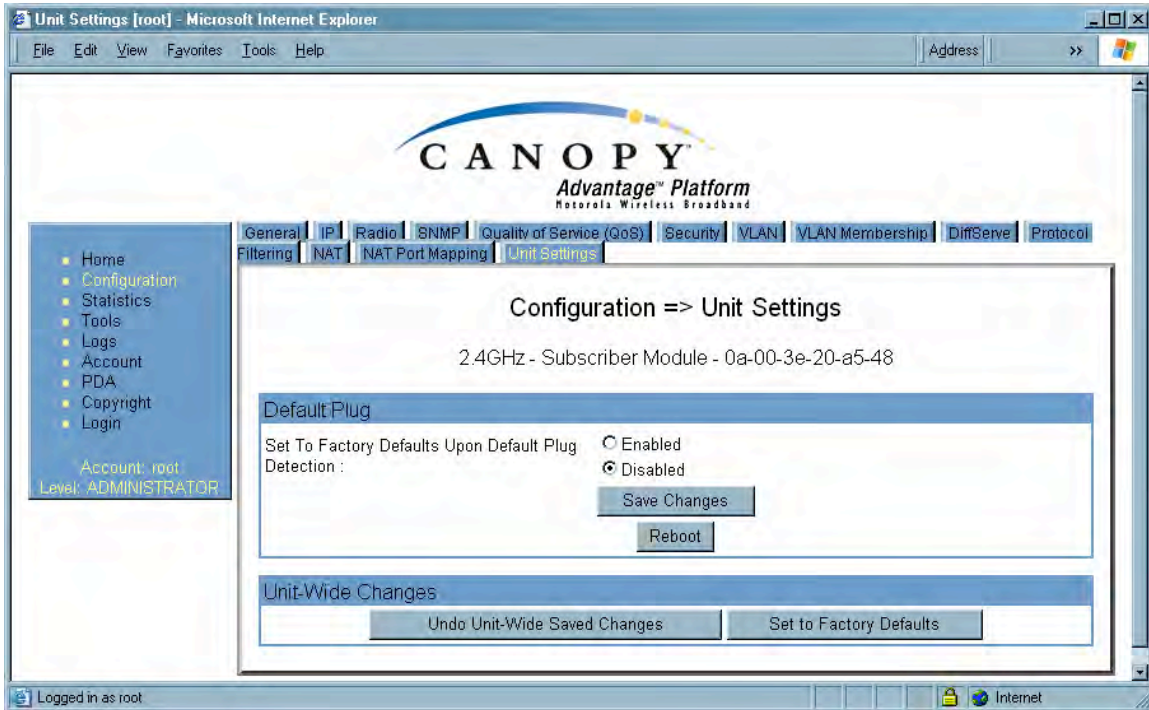 Unit Settings [root] - Microsoft Internet Explorer
File Edit View Favorites Tools Help Address »
CANOPY
Advantage™ Platform
Motorola Wireless Broadband
General IP Radio SNMP Quality of Service (QoS) Security VLAN VLAN Membership DiffServe Protocol
Filtering NAT NAT Port Mapping Unit Settings
Home
Configuration
Statistics
Tools
Logs
Account
PDA
Copyright
Login
Account: root
Level: ADMINISTRATOR
Configuration => Unit Settings
2.4GHz - Subscriber Module - 0a-00-3e-20-a5-48
Default Plug
Set To Factory Defaults Upon Default Plug
Detection :
Enabled
Disabled
Save Changes
Reboot
Unit-Wide Changes
Undo Unit-Wide Saved Changes Set to Factory Defaults
Logged in as root Internet